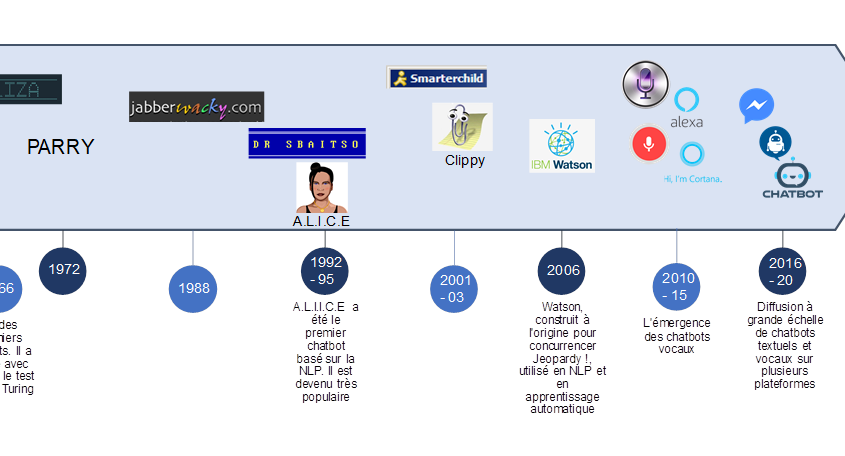 IZA
Smarterchild
jabberwacky.com
PARRY
DR SBAITSO
Clippy
A.L.I.C.E
IBM Watson
alexa
Hi, I'm Cortana.
CHATBOT
66
1972
1988
1992
- 95
2001
- 03
2006
2010
- 15
2016
- 20
des
niers
ts. Il a
avec
le test
Turing
A.L.I.I.C.E a
été le
premier
chatbot
basé sur la
NLP. Il est
devenu très
populaire
Watson,
construit à
l'origine pour
concurrencer
Jeopardy !,
utilisé en NLP et
en
apprentissage
automatique
L'émergence
des chatbots
vocaux
Diffusion à
grande échelle
de chatbots
textuels et
vocaux sur
plusieurs
plateformes